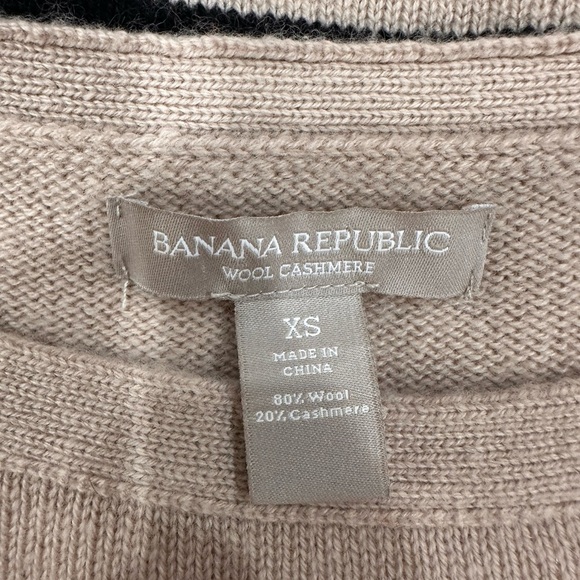 BANANA REPUBLIC
WOOL CASHMERE
XS
MADE IN
CHINA
80% Wool
20% Cashmere